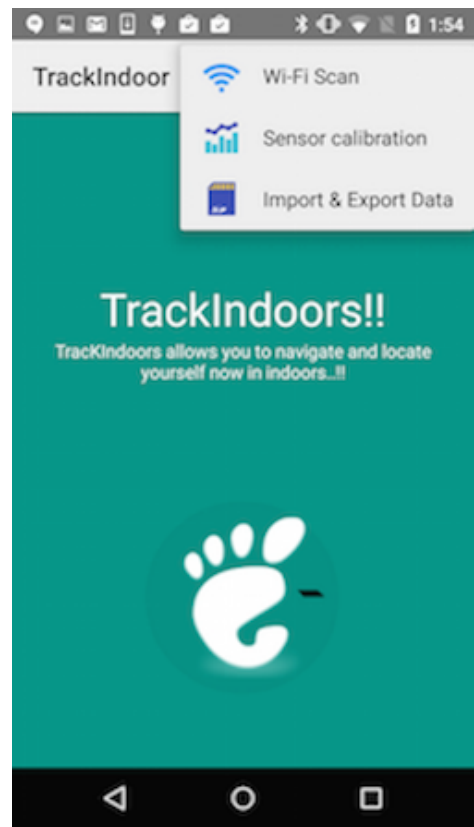 1:54
TrackIndoor
Wi-Fi Scan
Sensor calibration
Import & Export Data
TrackIndoors!!
TracKIndoors allows you to navigate and locate
yourself now in indoors..!!